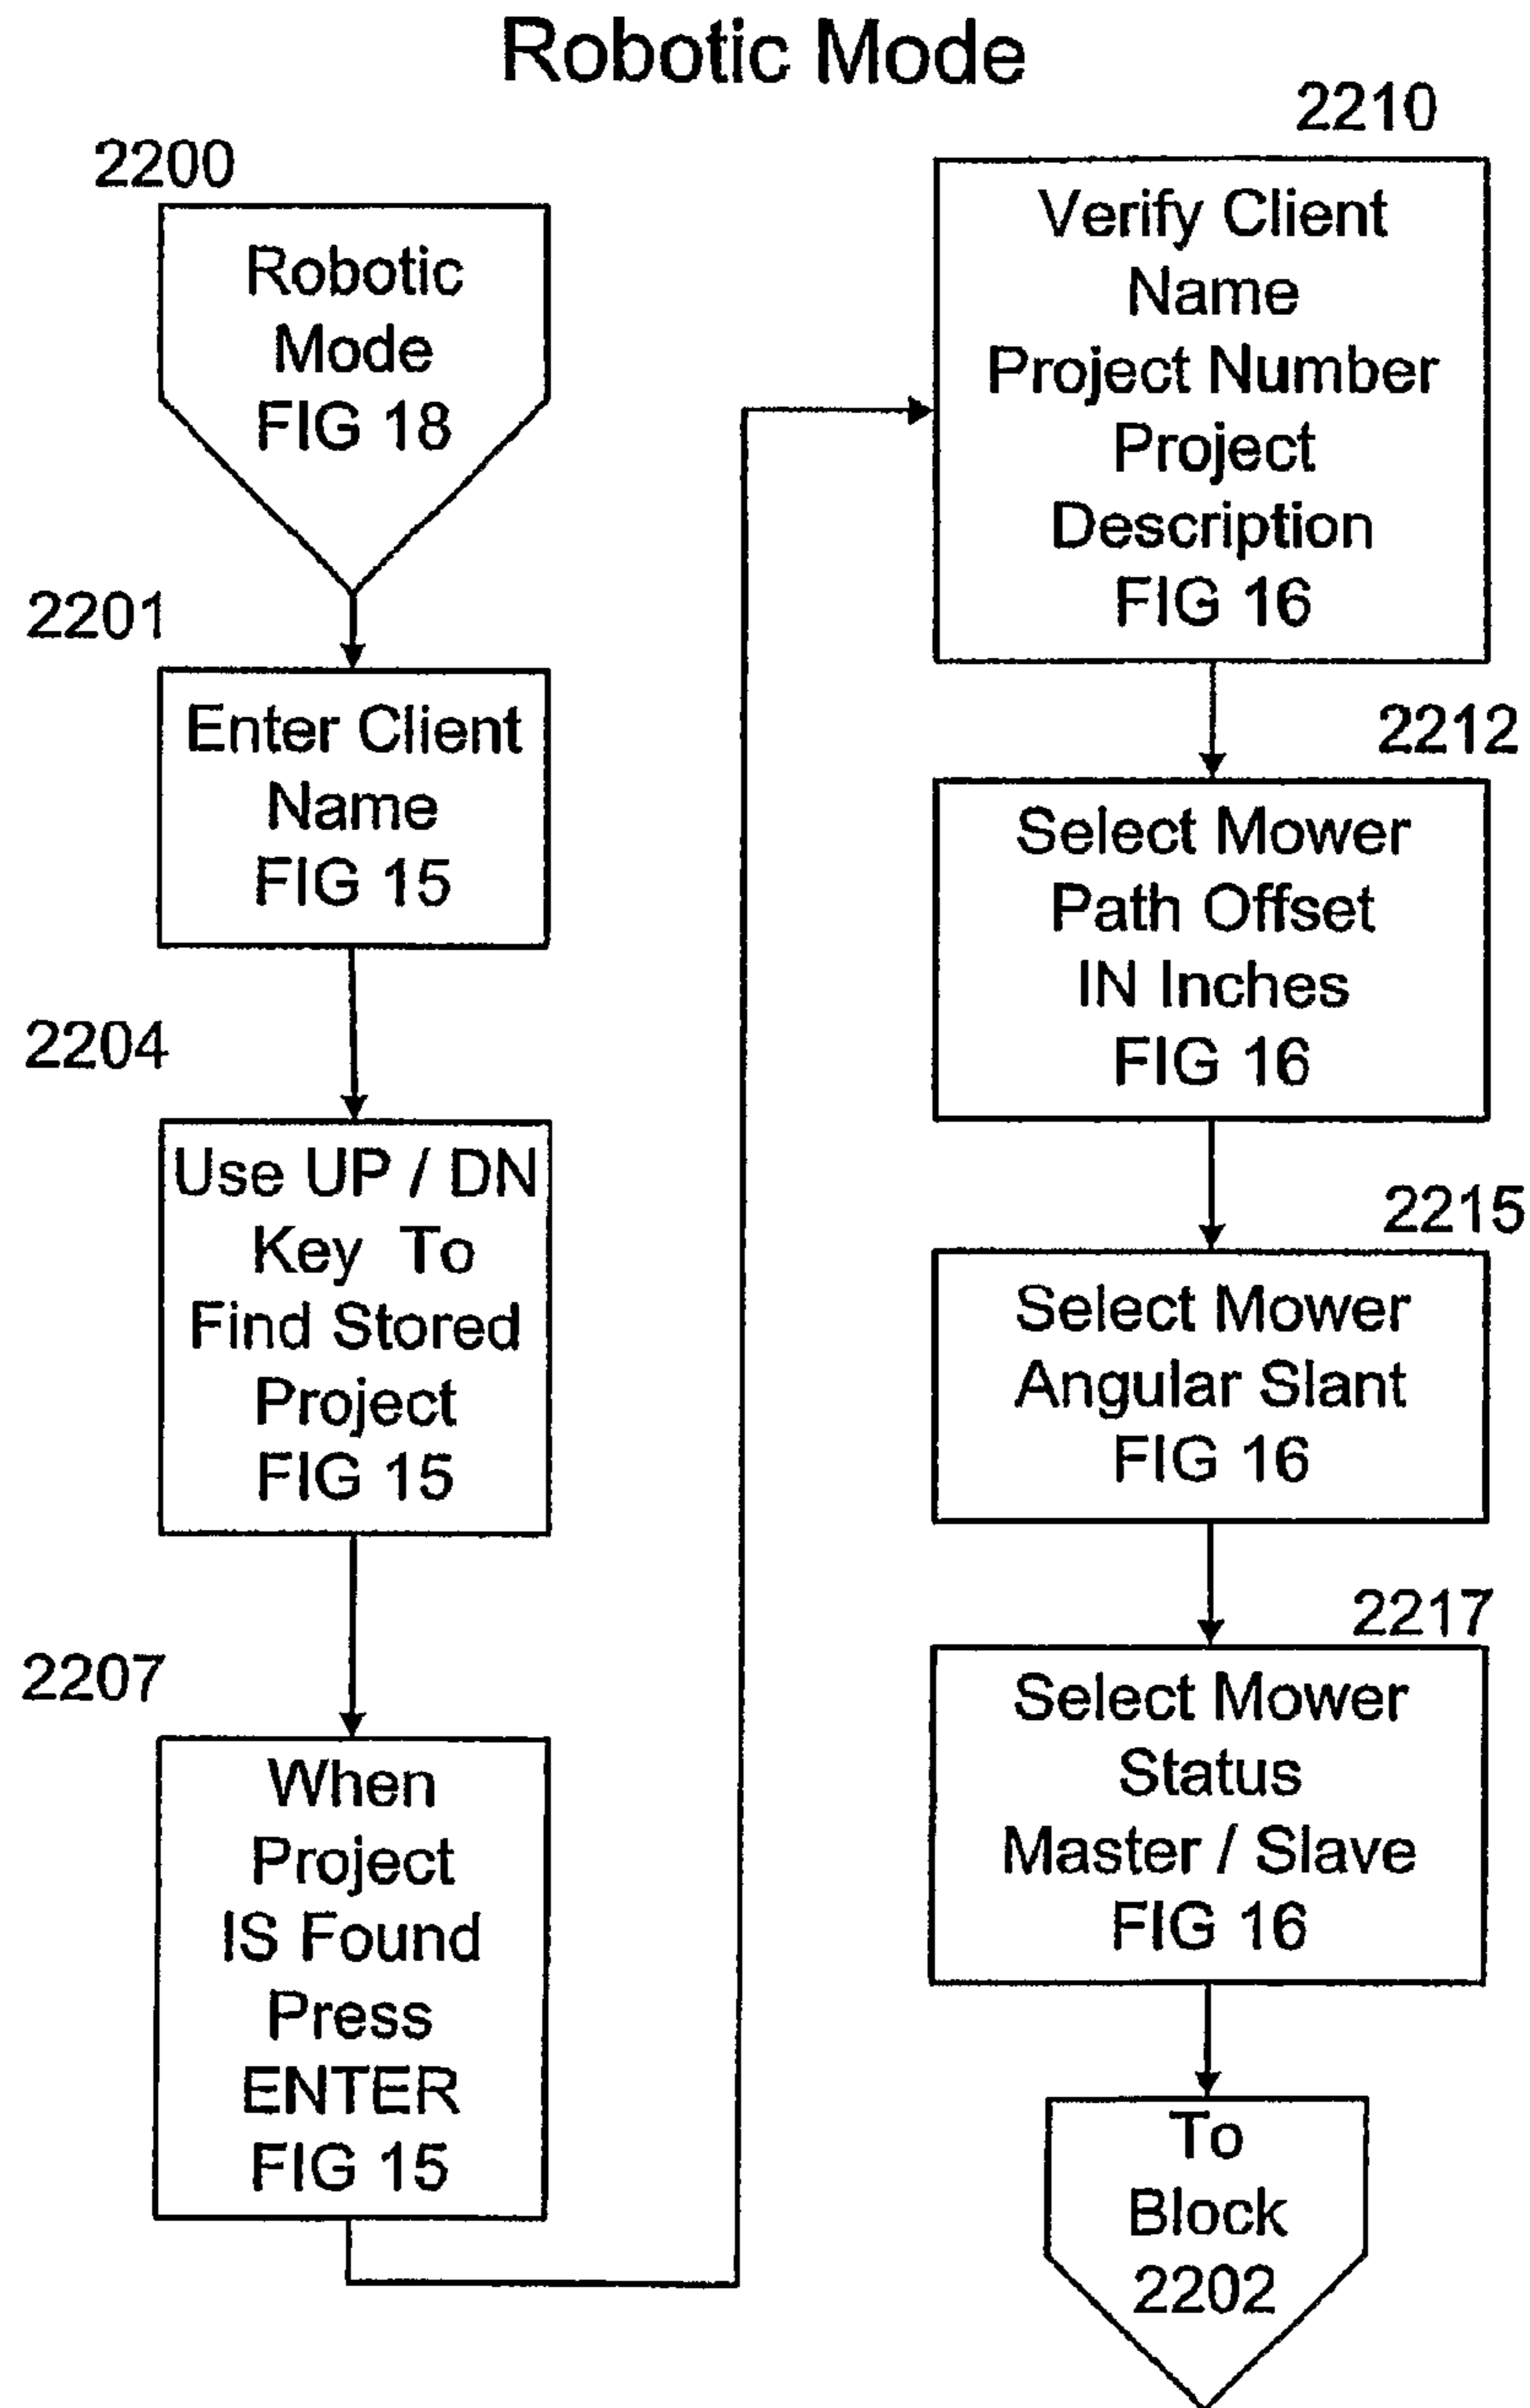 Robotic Mode
2200
Robotic
Mode
FIG 18
2201
Enter Client
Name
FIG 15
2204
Use UP / DN
Key To
Find Stored
Project
FIG 15
2207
When
Project
IS Found
Press
ENTER
FIG 15
2210
Verify Client
Name
Project Number
Project
Description
FIG 16
2212
Select Mower
Path Offset
IN Inches
FIG 16
2215
Select Mower
Angular Slant
FIG 16
2217
Select Mower
Status
Master / Slave
FIG 16
To
Block
2202